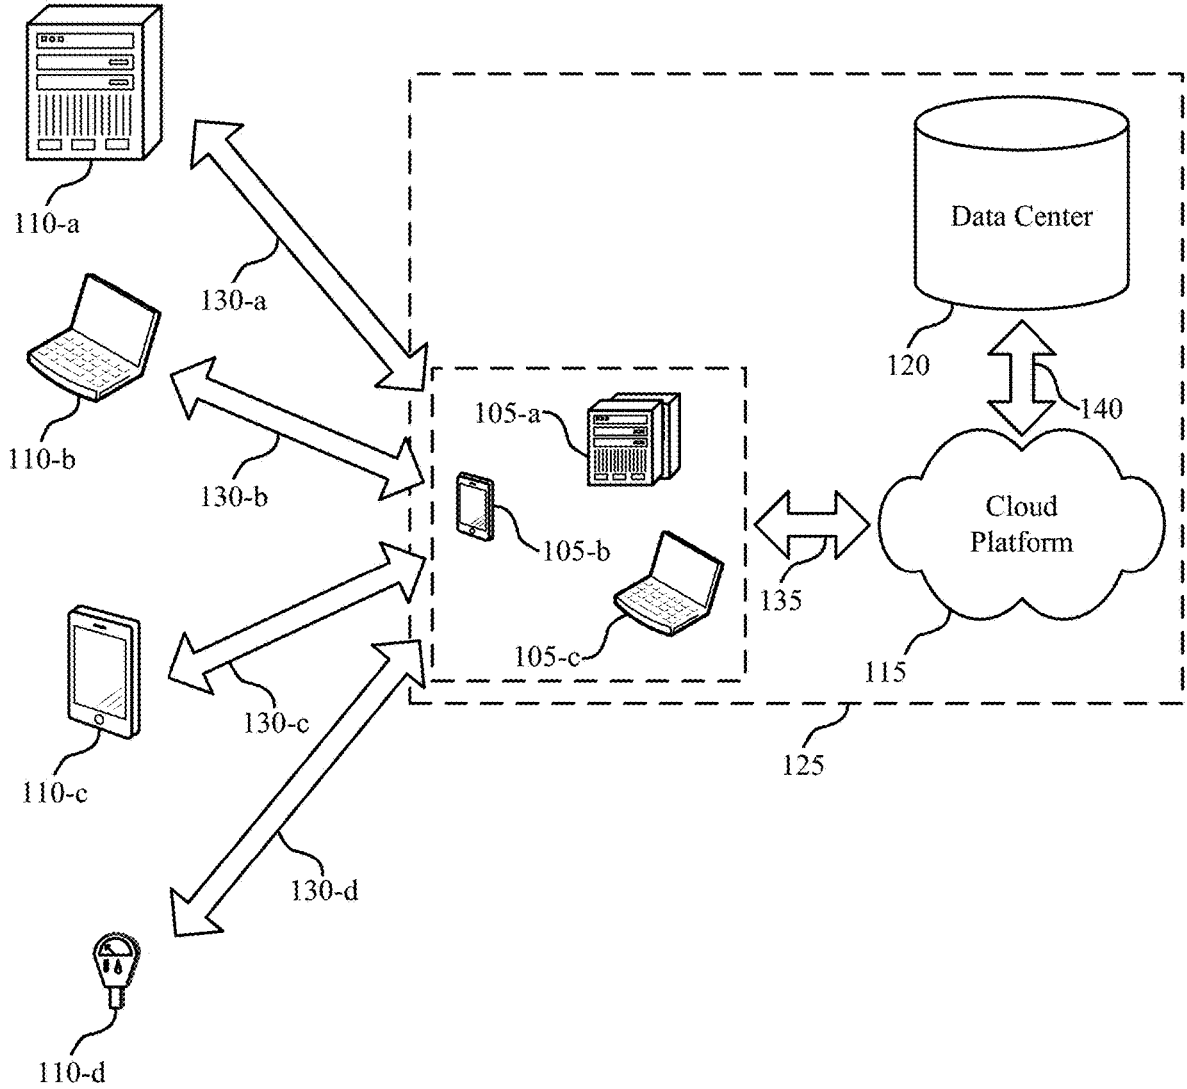 110-a
130-a
Data Center
120
140
110-b
130-b
105-a
105-b
105-c
135
Cloud
Platform
115
110-c
130-c
125
130-d
110-d